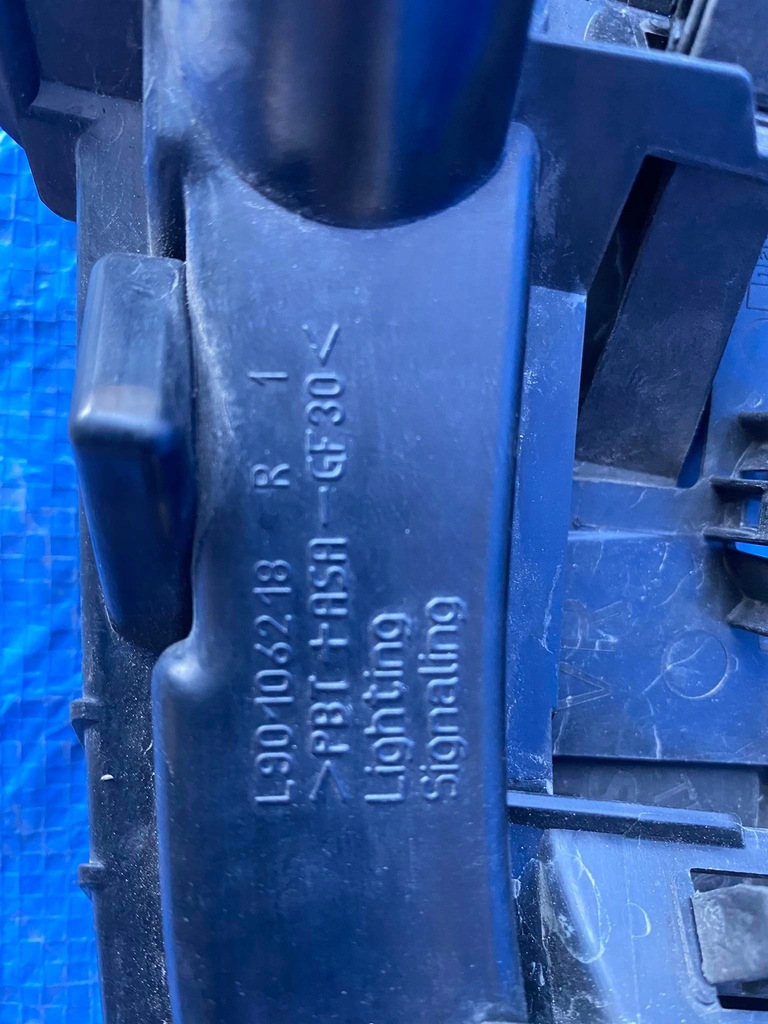 L90106218 R 1
>PBT+ASA-GF30<
Lighting
Signaling